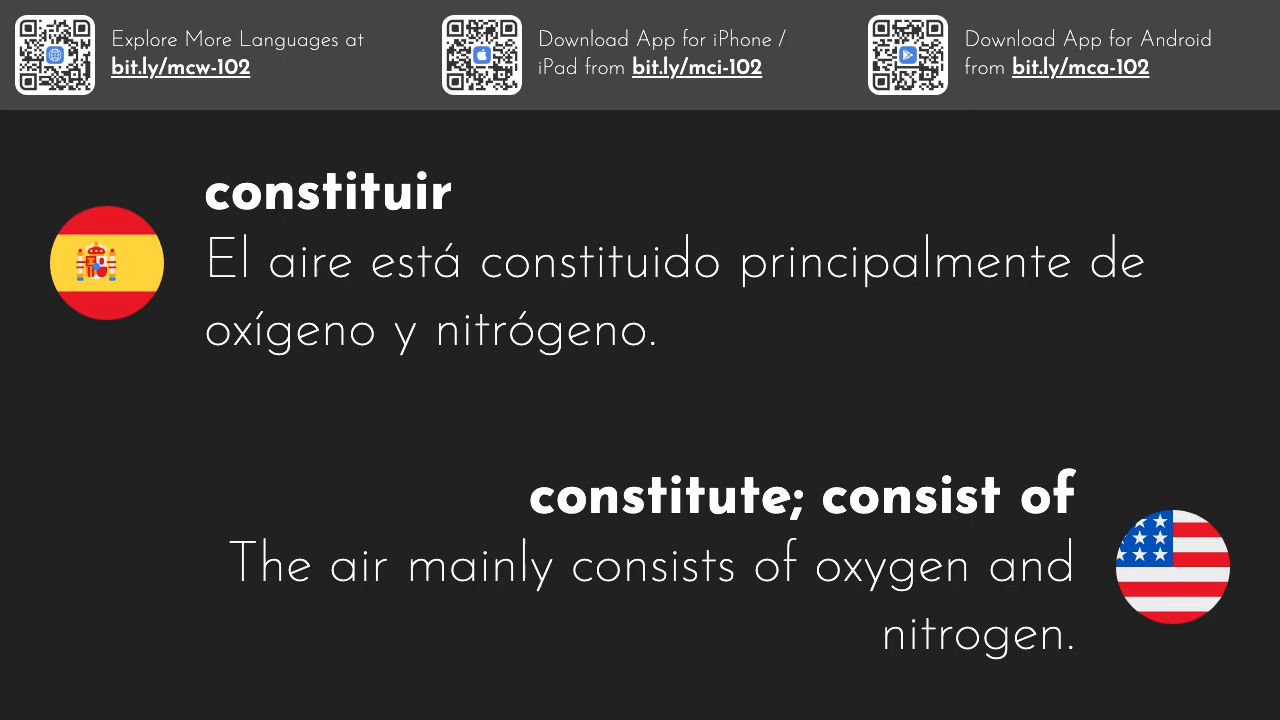 Explore More Languages at
bit.ly/mcw-102
Download App for iPhone /
iPad from bit.ly/mci-102
Download App for Android
from bit.ly/mca-102
constituir
El aire está constituido principalmente de
oxígeno y nitrógeno.
constitute; consist of
The air mainly consists of oxygen and
nitrogen.